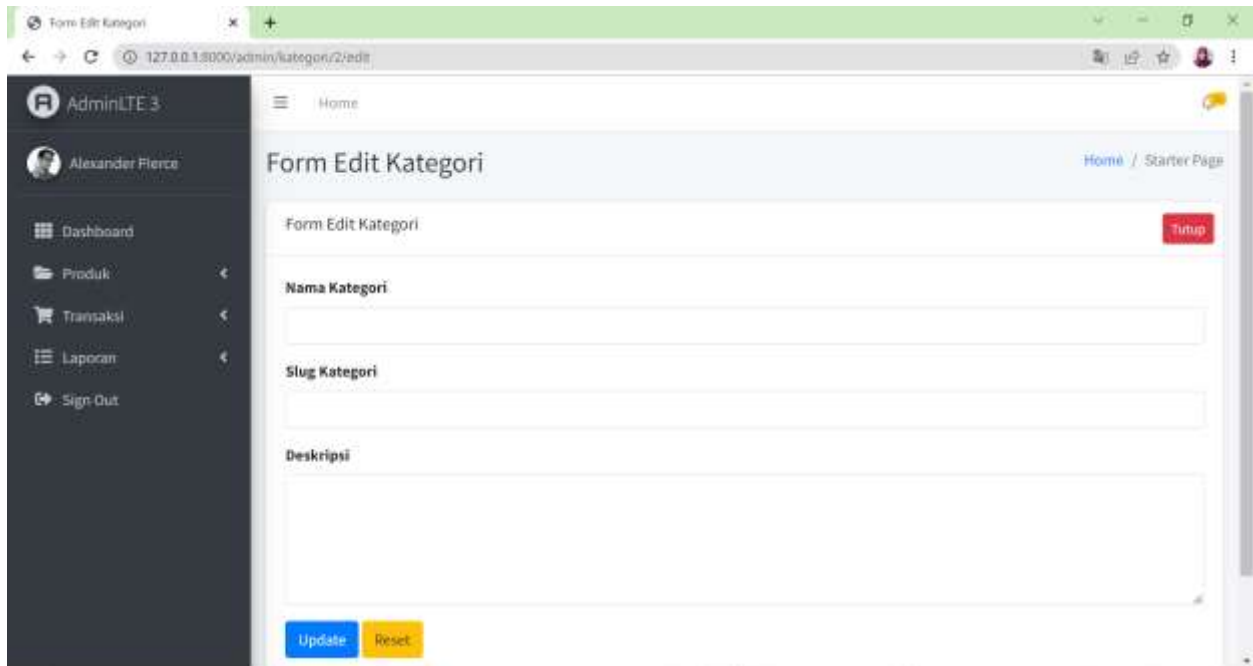 Form Edit Kategori
127.0.0.1:8000/admin/kategori/2/edit
AdminLTE 3
Home
Alexander Pierce
Form Edit Kategori
Home / Starter Page
Dashboard
Form Edit Kategori
Tutup
Produk
Nama Kategori
Transaksi
Laporan
Slug Kategori
Sign Out
Deskripsi
Update
Reset